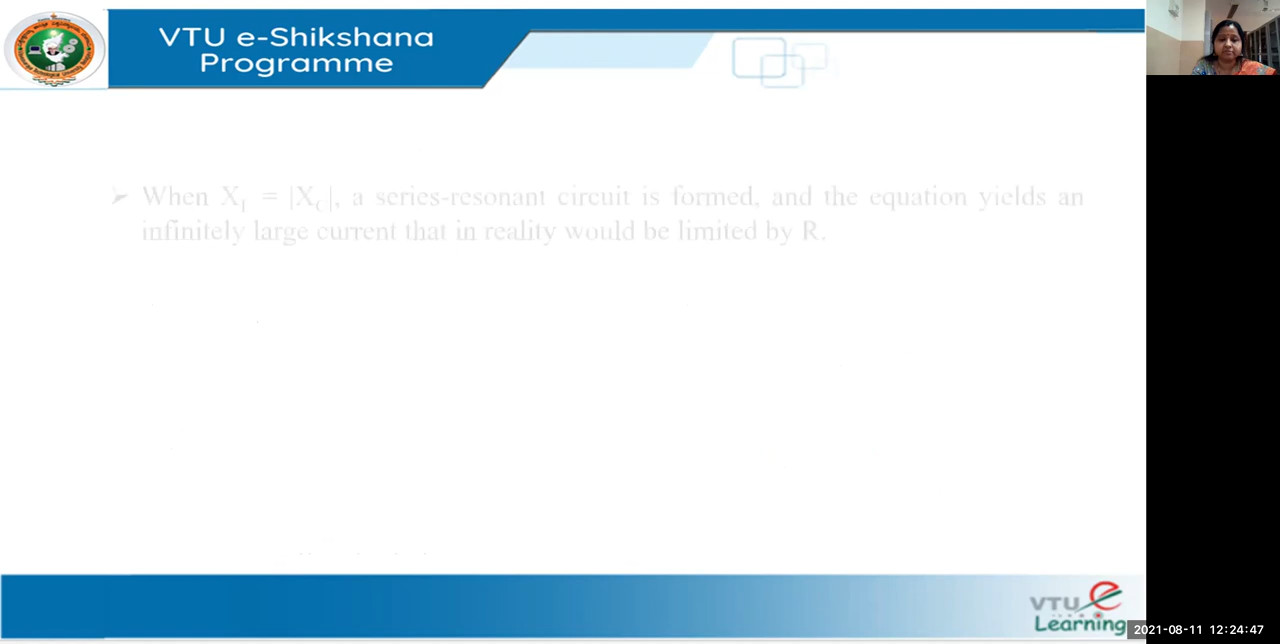 VTU e-Shikshana
Programme
➢ When X_L = |X_C|, a series-resonant circuit is formed, and the equation yields an
infinitely large current that in reality would be limited by R.
VTU e
Learning
2021-08-11 12:24:47